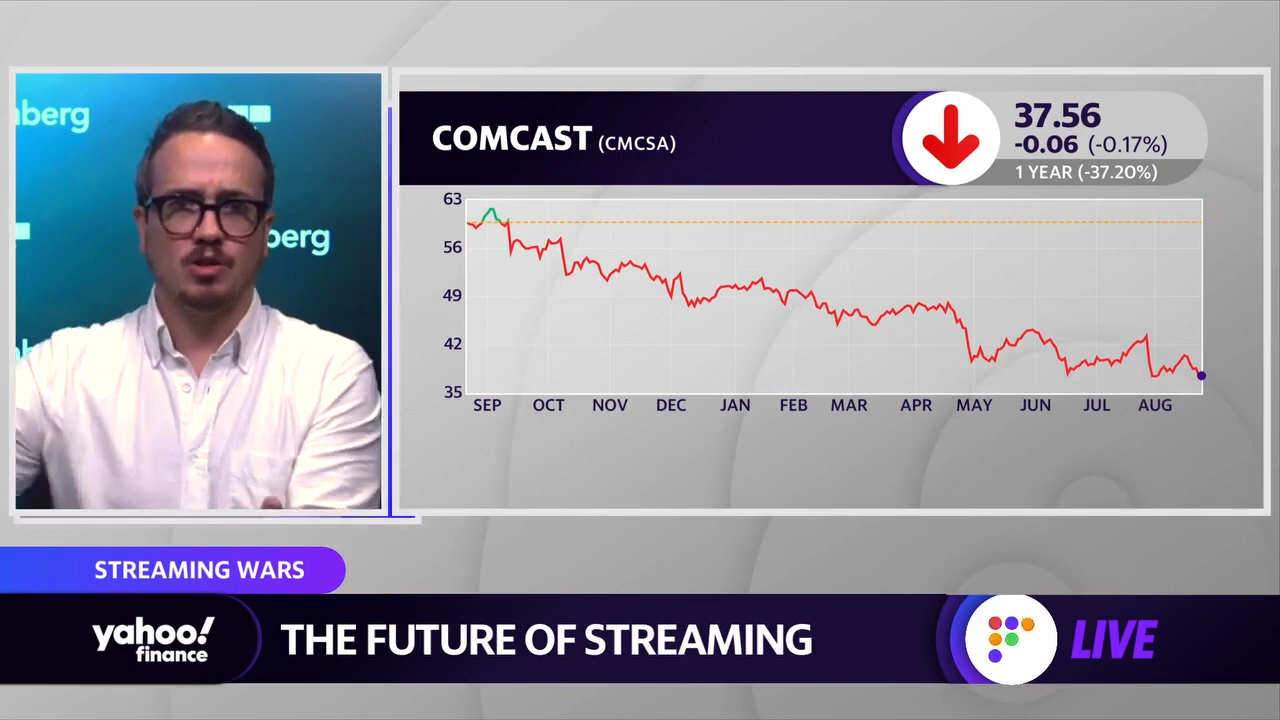 nberg
berg
COMCAST (CMCSA)
37.56
-0.06 (-0.17%)
1 YEAR (-37.20%)
63
56
49
42
35
SEP OCT NOV DEC JAN FEB MAR APR MAY JUN JUL AUG
STREAMING WARS
yahoo!
finance
THE FUTURE OF STREAMING
LIVE